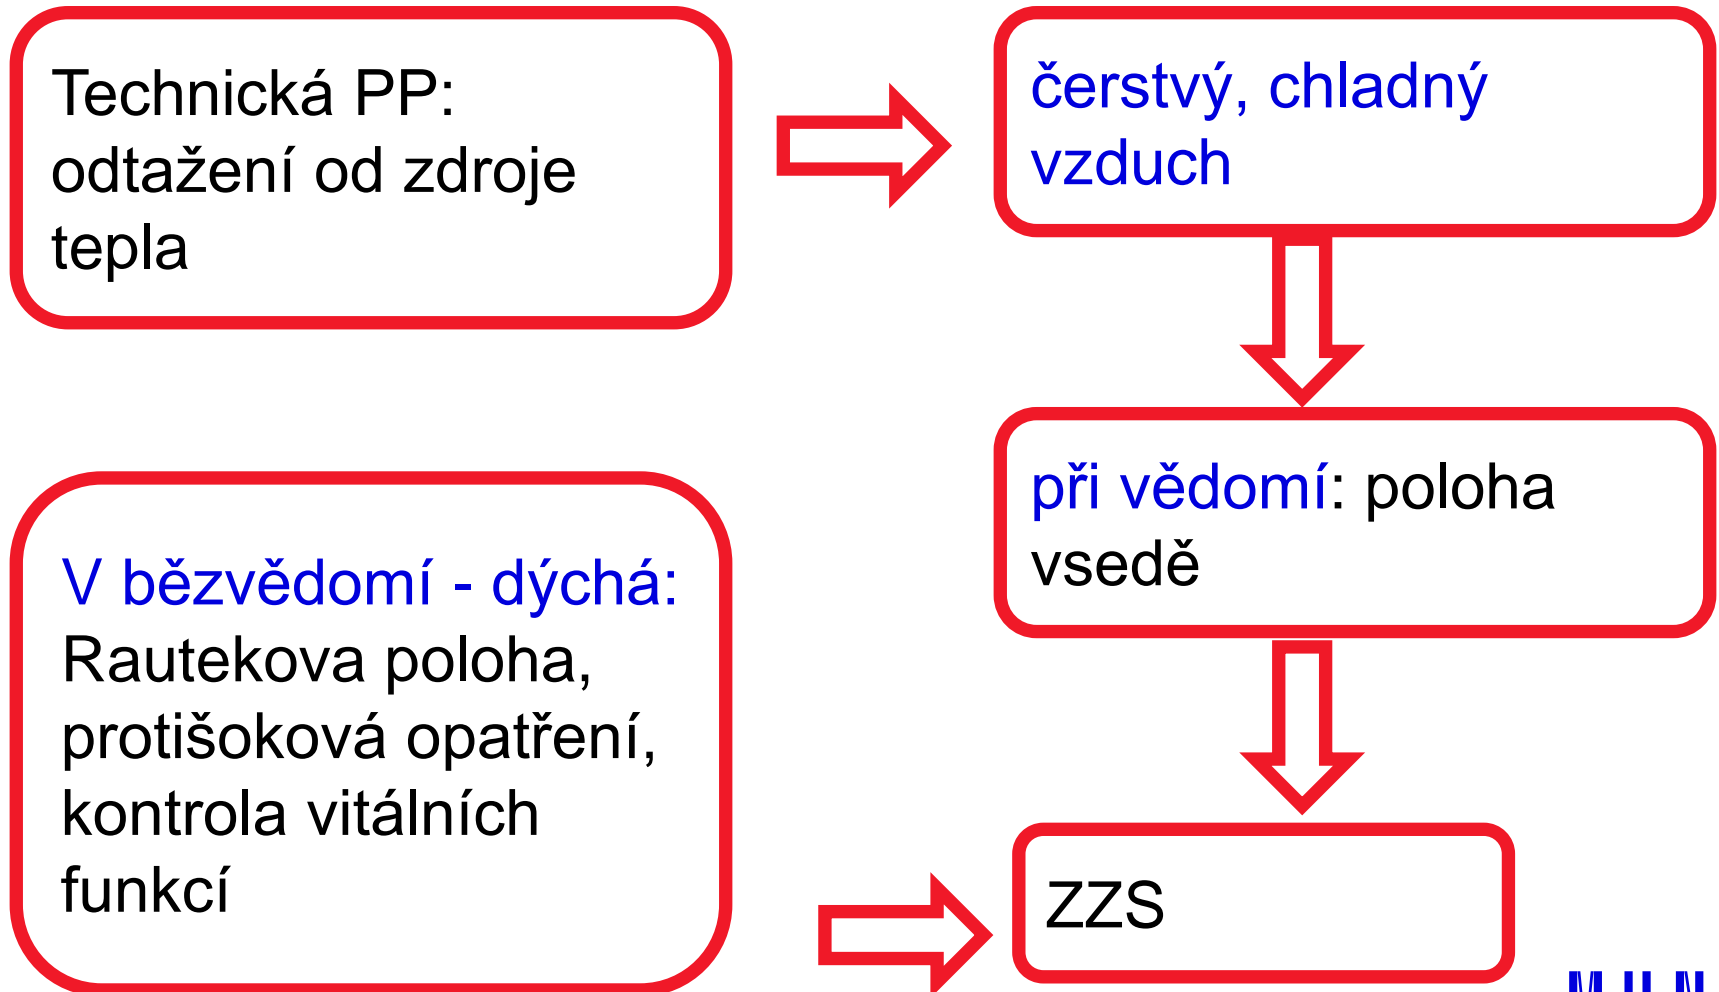 Technická PP:
odtažení od zdroje
tepla
čerstvý, chladný
vzduch
při vědomí: poloha
vsedě
V bězvědomí - dýchá:
Rautekova poloha,
protišoková opatření,
kontrola vitálních
funkcí
ZZS